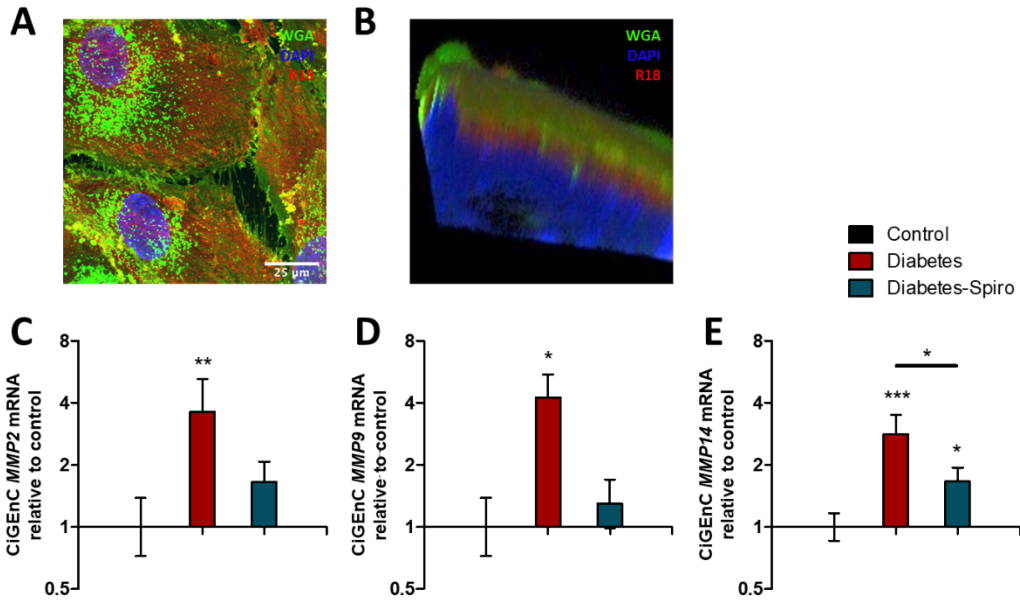 A
WGA
DAPI
R18
25 µm
B
WGA
DAPI
R18
Control
Diabetes
Diabetes-Spiro
C
CiGEnC MMP2 mRNA
relative to control
8
4
2
1
0.5
**
D
CiGEnC MMP9 mRNA
relative-to-control
8
4
2
1
0.5
*
E
CiGEnC MMP14 mRNA
relative to control
8
4
2
1
0.5
***
*
*